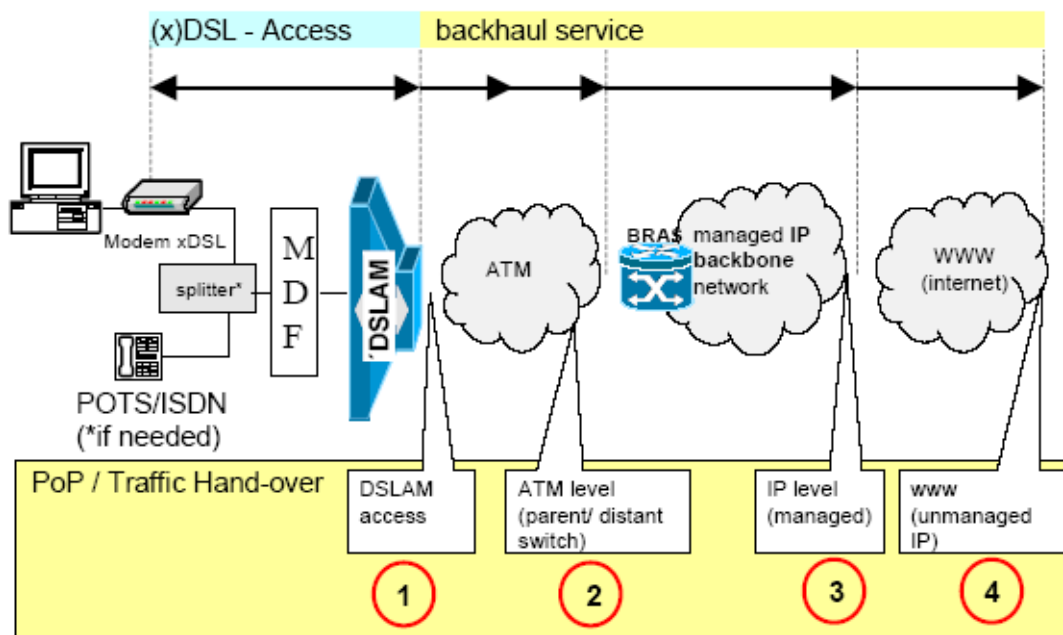 (x)DSL - Access
backhaul service
Modem xDSL
splitter*
M
D
F
´DSLAM
POTS/ISDN
(*if needed)
ATM
BRAS
managed IP
backbone
network
WWW
(internet)
PoP / Traffic Hand-over
DSLAM
access
ATM level
(parent/ distant
switch)
IP level
(managed)
www
(unmanaged
IP)
1
2
3
4